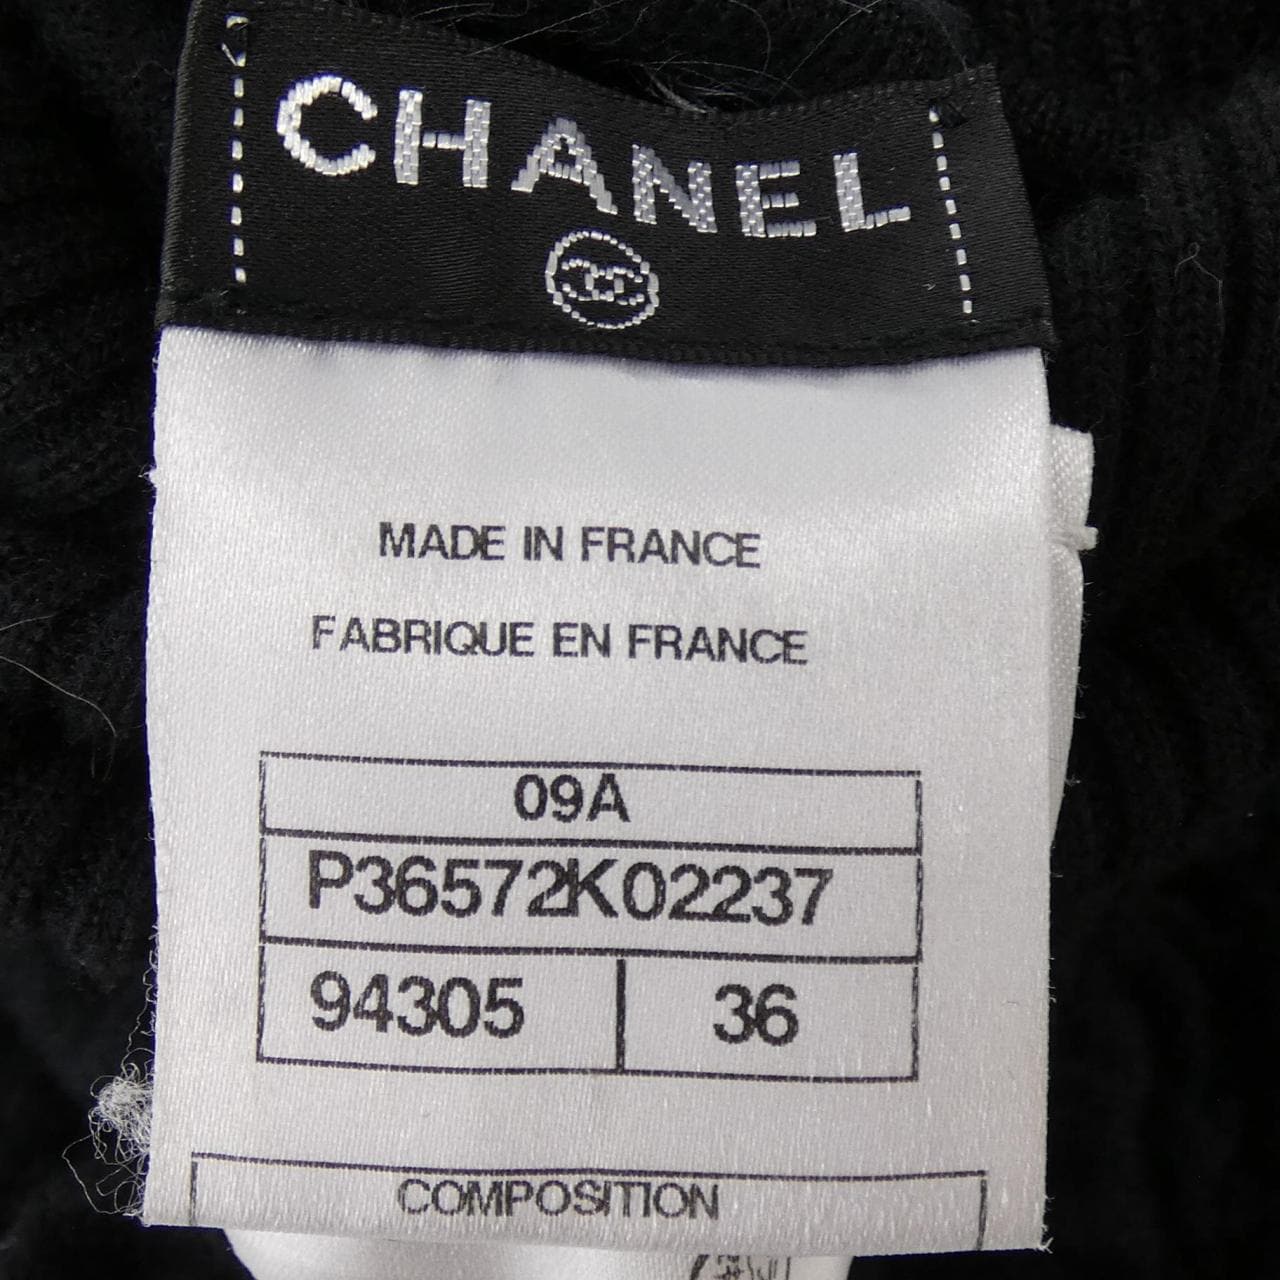 CHANEL
MADE IN FRANCE
FABRIQUE EN FRANCE
09A
P36572K02237
94305 36
COMPOSITION